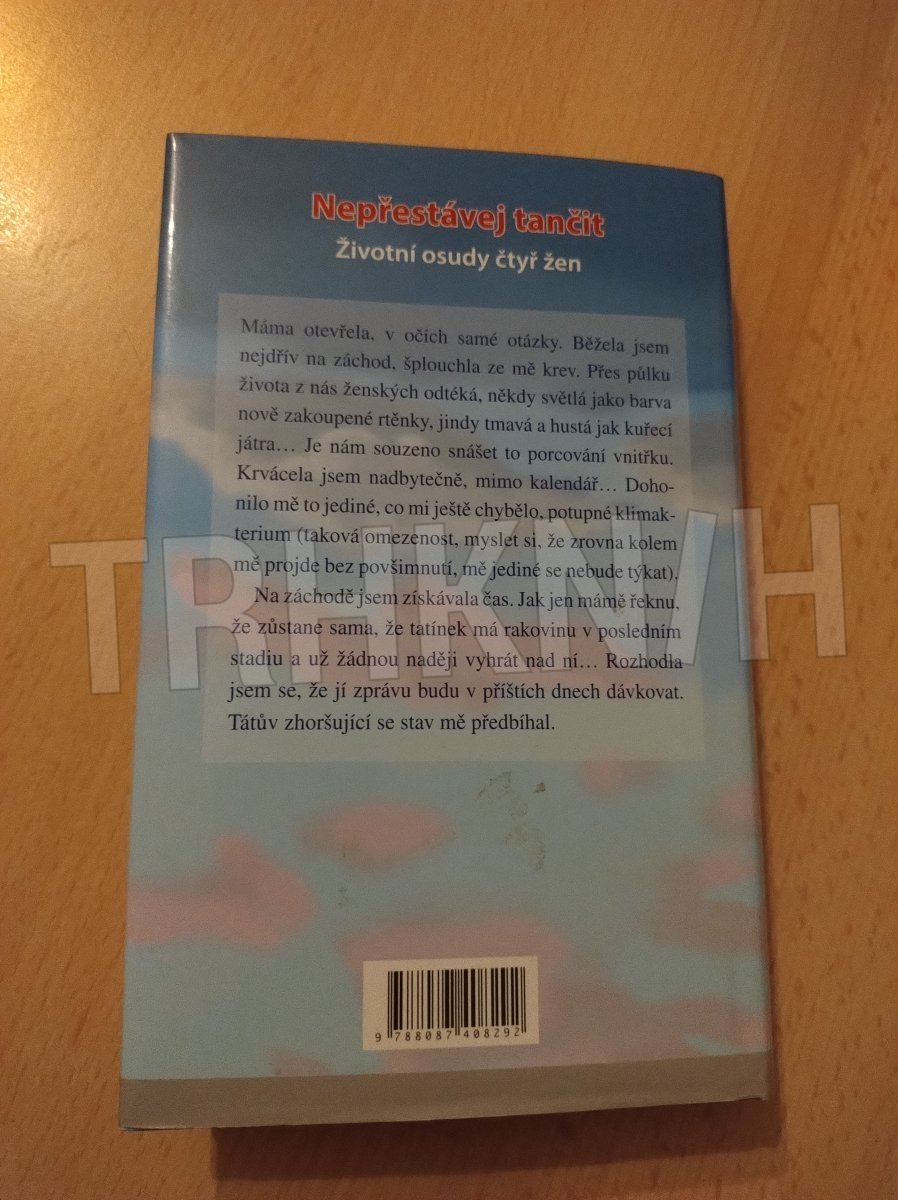 Nepřestávej tančit
Životní osudy čtyř žen
Máma otevřela, v očích samé otázky. Běžela jsem
nejdřív na záchod, šplouchla ze mě krev. Přes půlku
života z nás ženských odtéká, někdy světlá jako barva
nově zakoupené rtěnky, jindy tmavá a hustá jak kuřecí
játra… Je nám souzeno snášet to porcování vnitřku.
Krvácela jsem nadbytečně, mimo kalendář… Doho-
nilo mě to jediné, co mi ještě chybělo, potupné klimak-
terium (taková omezenost, myslet si, že zrovna kolem
mě projde bez povšimnutí, mě jediné se nebude týkat).
Na záchodě jsem získávala čas. Jak jen mámě řeknu,
že zůstane sama, že tatínek má rakovinu v posledním
stadiu a už žádnou naději vyhrát nad ní… Rozhodla
jsem se, že jí zprávu budu v příštích dnech dávkovat.
Tátův zhoršující se stav mě předbíhal.
TRHKNIH
9 788087 408292